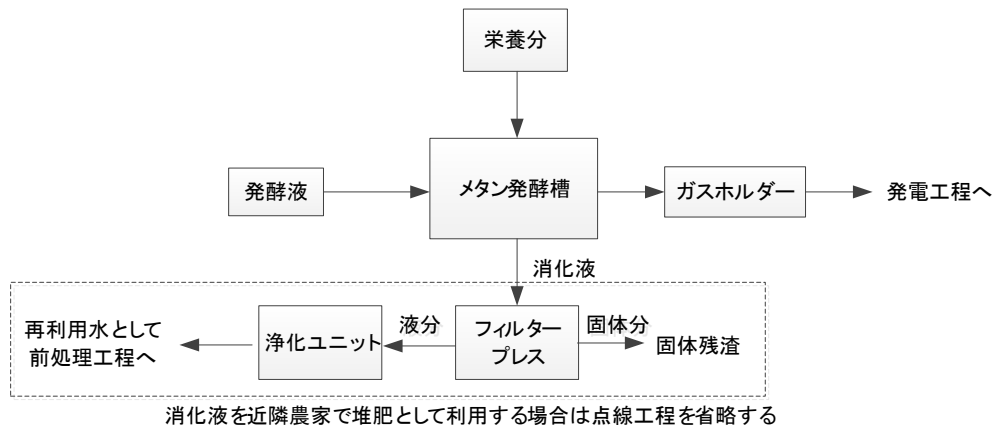 栄養分
発酵液
メタン発酵槽
ガスホルダー
発電工程へ
消化液
再利用水として
前処理工程へ
浄化ユニット
液分
フィルター
プレス
固体分
固体残渣
消化液を近隣農家で堆肥として利用する場合は点線工程を省略する